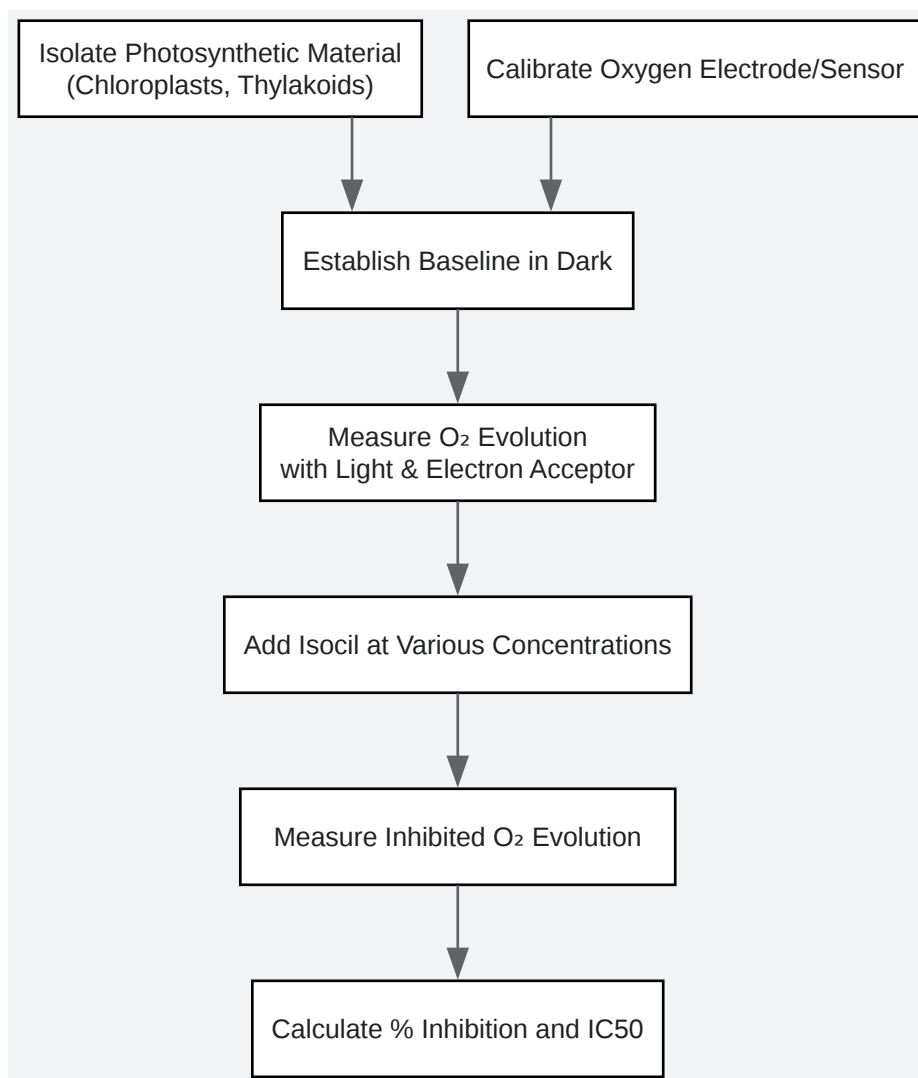 Isolate Photosynthetic Material
(Chloroplasts, Thylakoids)
Calibrate Oxygen Electrode/Sensor
Establish Baseline in Dark
Measure O₂ Evolution
with Light & Electron Acceptor
Add Isocil at Various Concentrations
Measure Inhibited O₂ Evolution
Calculate % Inhibition and IC50